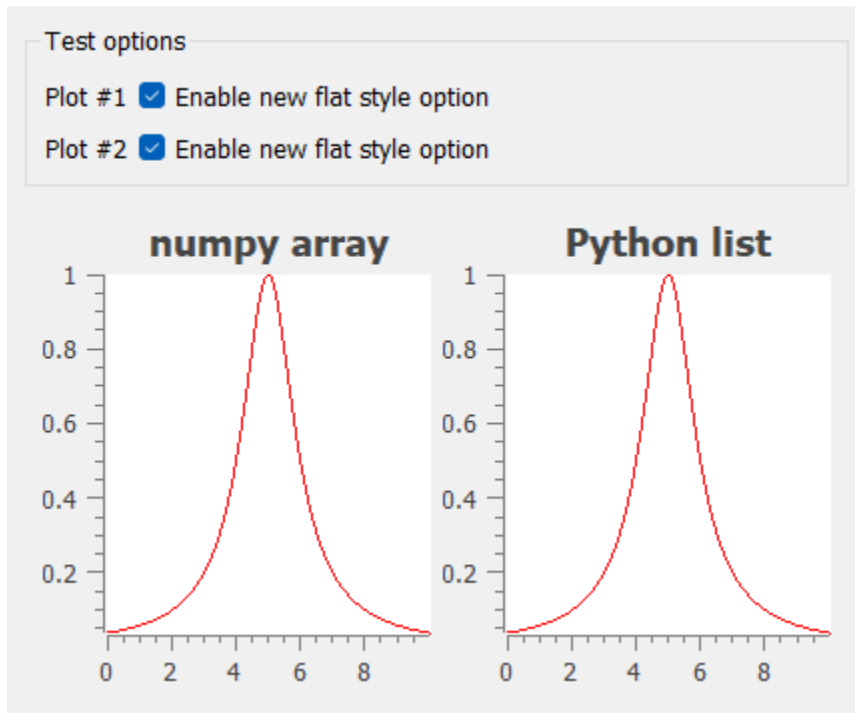 Test options
Plot #1 Enable new flat style option
Plot #2 Enable new flat style option
numpy array
1
0.8
0.6
0.4
0.2
0 2 4 6 8
Python list
1
0.8
0.6
0.4
0.2
0 2 4 6 8